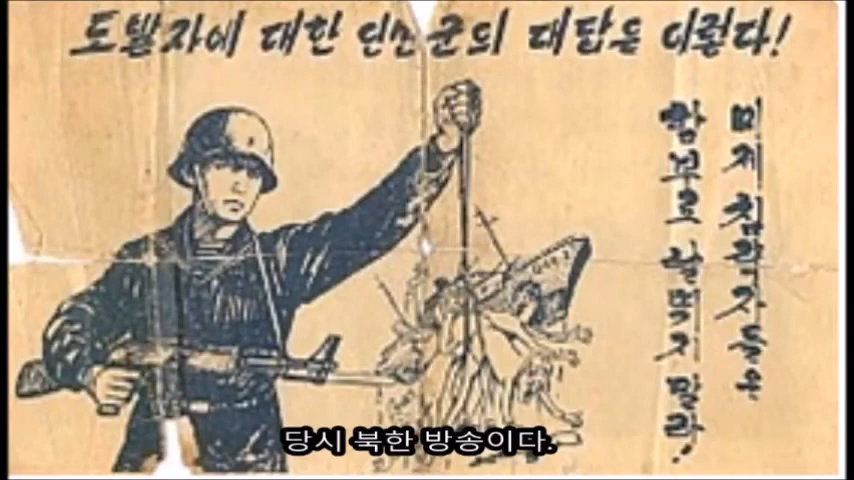 도발자에 대한 인민군의 대답은 이렇다!
미제 침략자들은
함부로 날뛰지 말라!
당시 북한 방송이다.